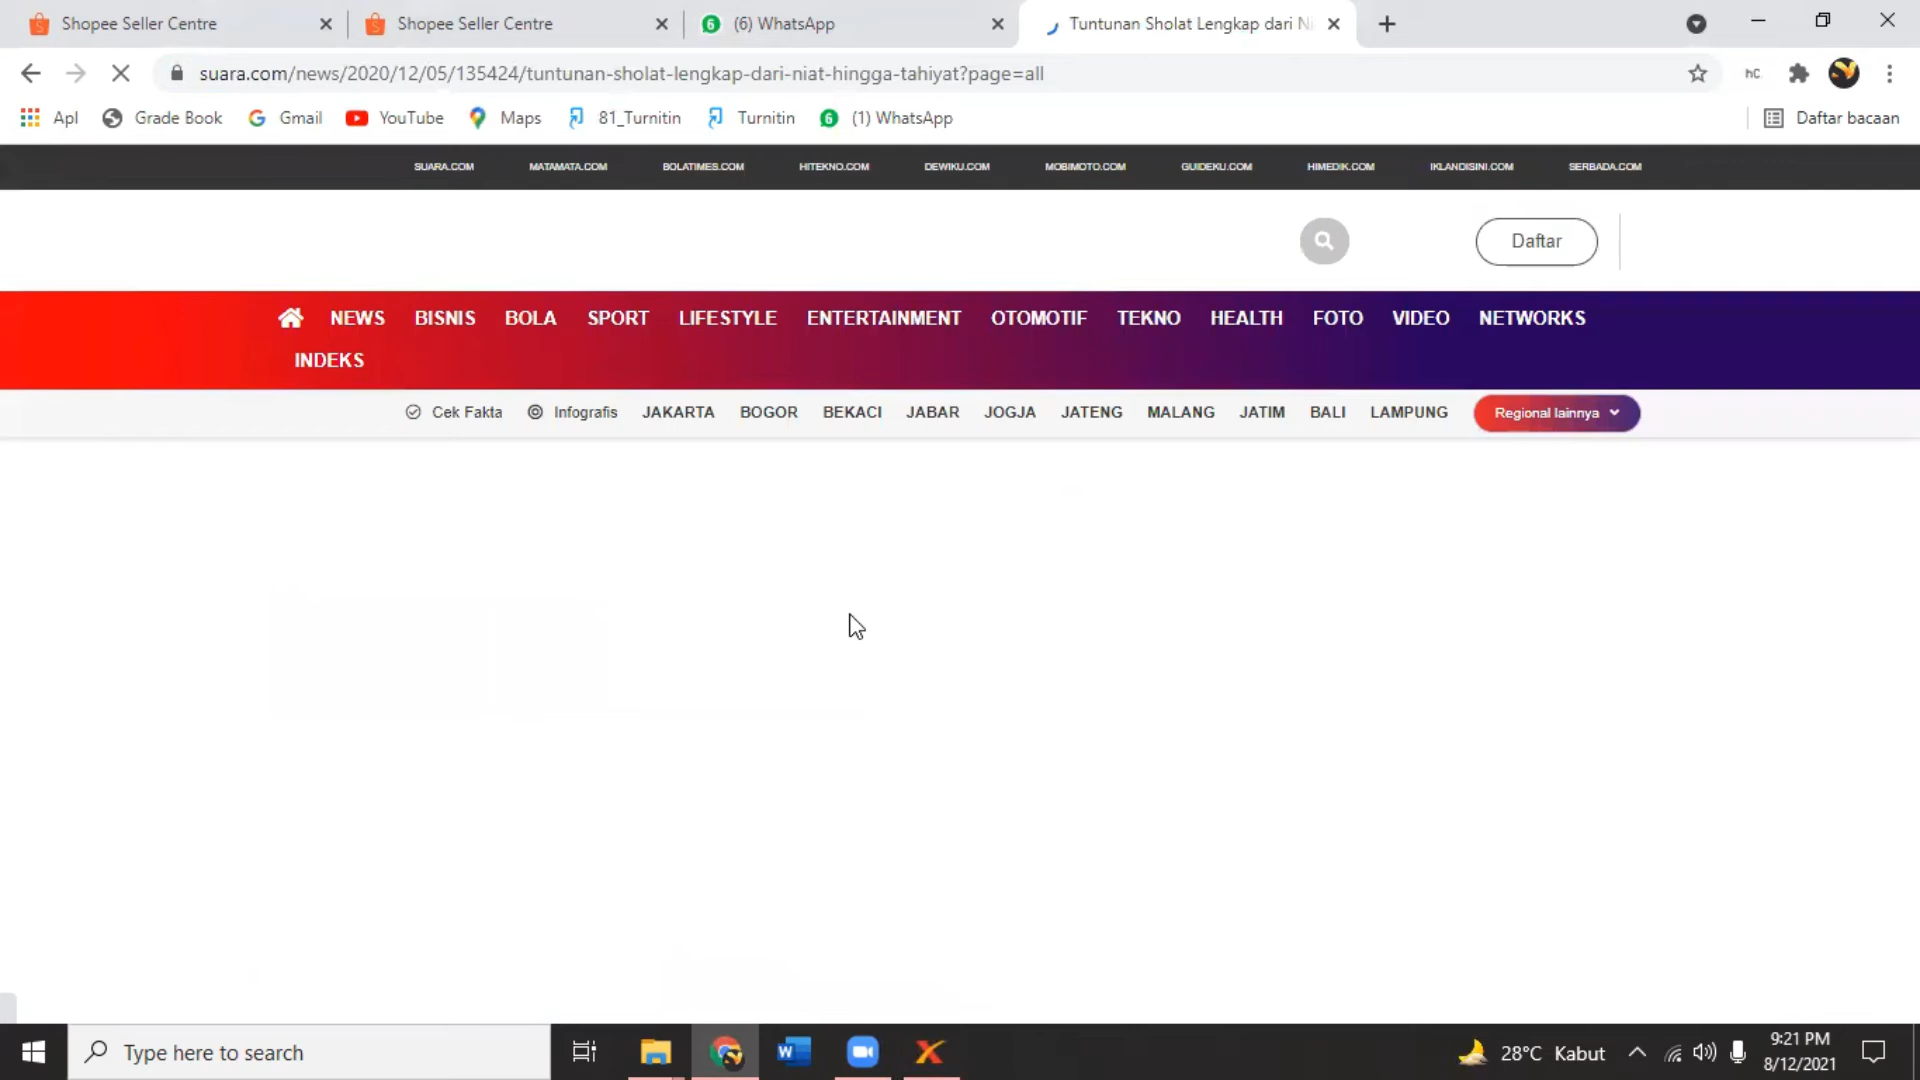 Shopee Seller Centre
Shopee Seller Centre
6 (6) WhatsApp
Tuntunan Sholat Lengkap dari Ni
suara.com/news/2020/12/05/135424/tuntunan-sholat-lengkap-dari-niat-hingga-tahiyat?page=all
hC
Apl Grade Book Gmail YouTube Maps 81_Turnitin Turnitin 6 (1) WhatsApp Daftar bacaan
SUARA.COM MATAMATA.COM BOLATIMES.COM HITEKNO.COM DEWIKU.COM MOBIMOTO.COM GUIDEKU.COM HIMEDIK.COM IKLANDISINI.COM SERBADA.COM
Daftar
NEWS BISNIS BOLA SPORT LIFESTYLE ENTERTAINMENT OTOMOTIF TEKNO HEALTH FOTO VIDEO NETWORKS
INDEKS
Cek Fakta Infografis JAKARTA BOGOR BEKACI JABAR JOGJA JATENG MALANG JATIM BALI LAMPUNG Regional lainnya
Type here to search
28°C Kabut
9:21 PM
8/12/2021